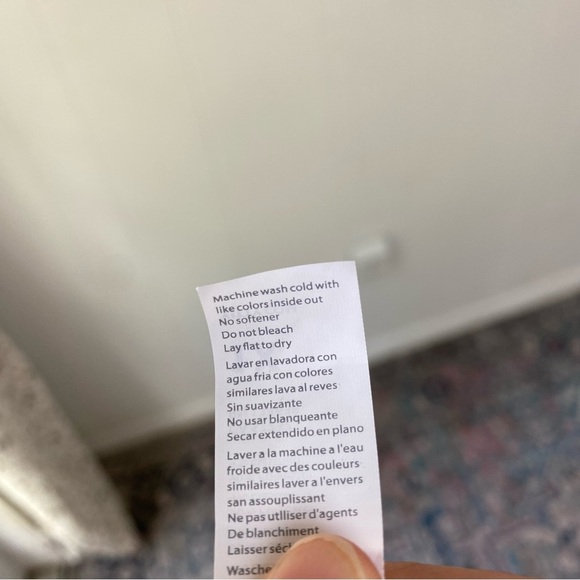 Machine wash cold with
like colors inside out
No softener
Do not bleach
Lay flat to dry
Lavar en lavadora con
agua fria con colores
similares lava al reves
Sin suavizante
No usar blanqueante
Secar extendido en plano
Laver a la machine a l'eau
froide avec des couleurs
similaires laver a l'envers
san assouplissant
Ne pas utlliser d'agents
De blanchiment
Laisser